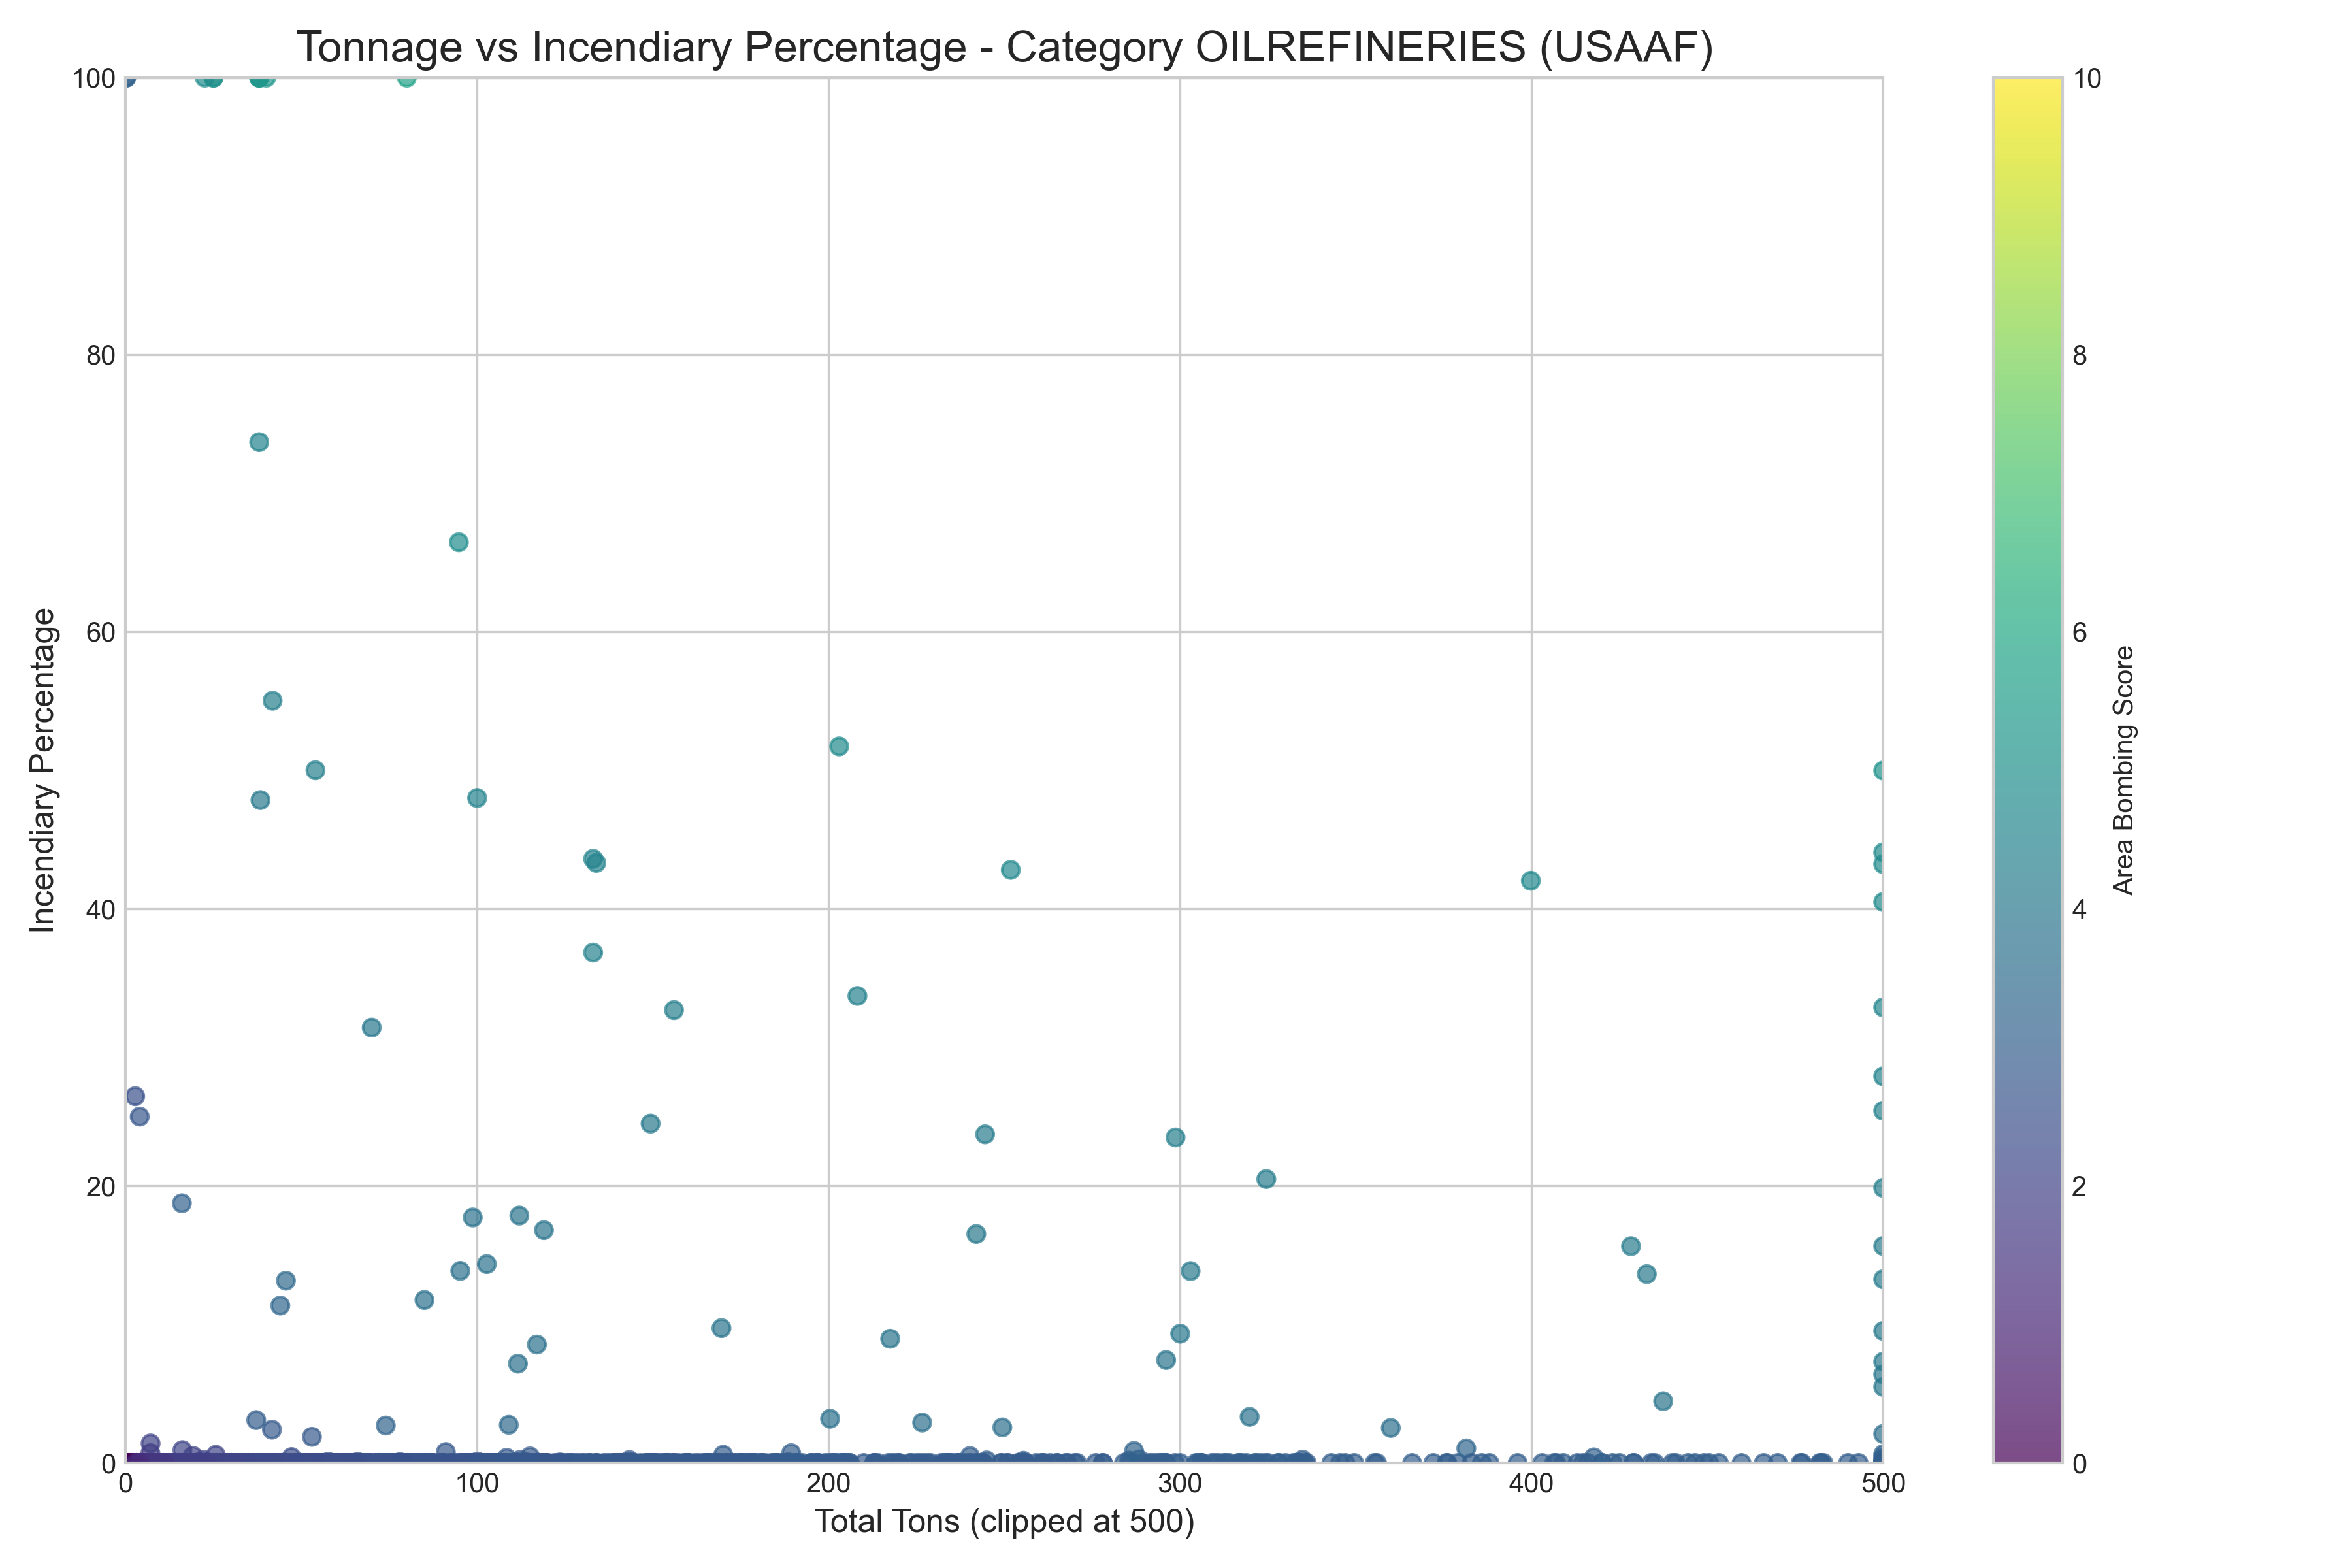 Tonnage vs Incendiary Percentage - Category OILREFINERIES (USAAF)
100
80
60
40
20
0
Incendiary Percentage
0 100 200 300 400 500
Total Tons (clipped at 500)
10
8
6
4
2
0
Area Bombing Score